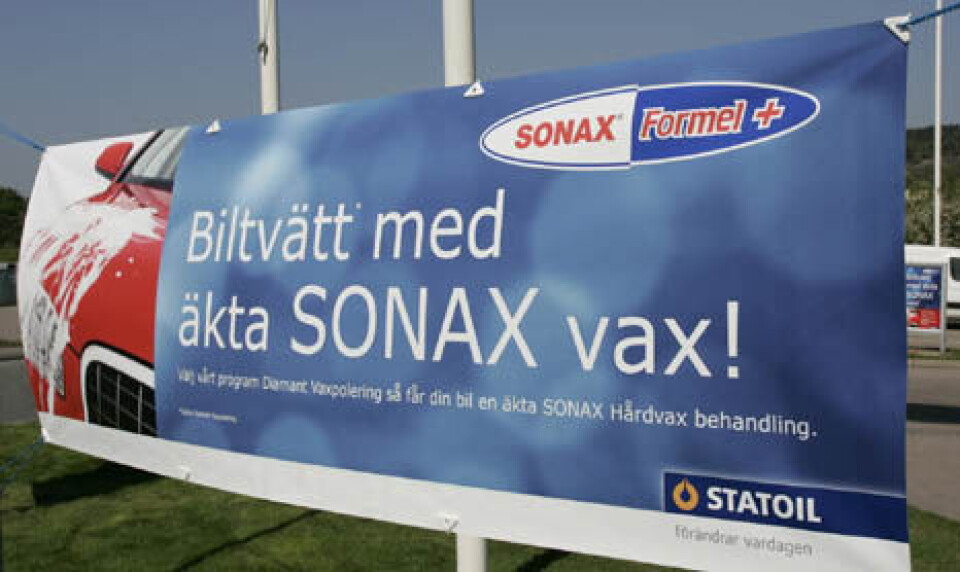 SONAX® Formel +
Biltvätt* med
äkta SONAX vax!
Välj vårt program Diamant Vaxpolering så får din bil en äkta SONAX Hårdvax behandling.
STATOIL
Förändrar vardagen